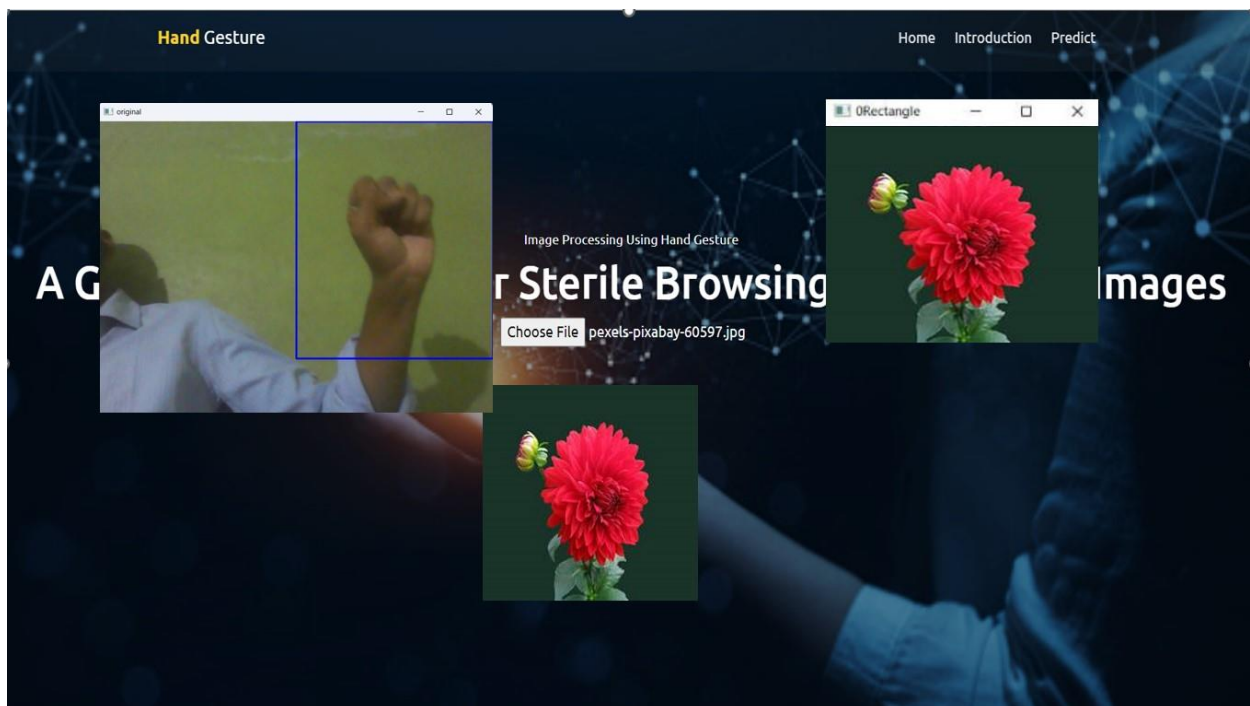 Hand Gesture
Home Introduction Predict
original
0Rectangle
Image Processing Using Hand Gesture
A G r Sterile Browsing Images
Choose File pexels-pixabay-60597.jpg